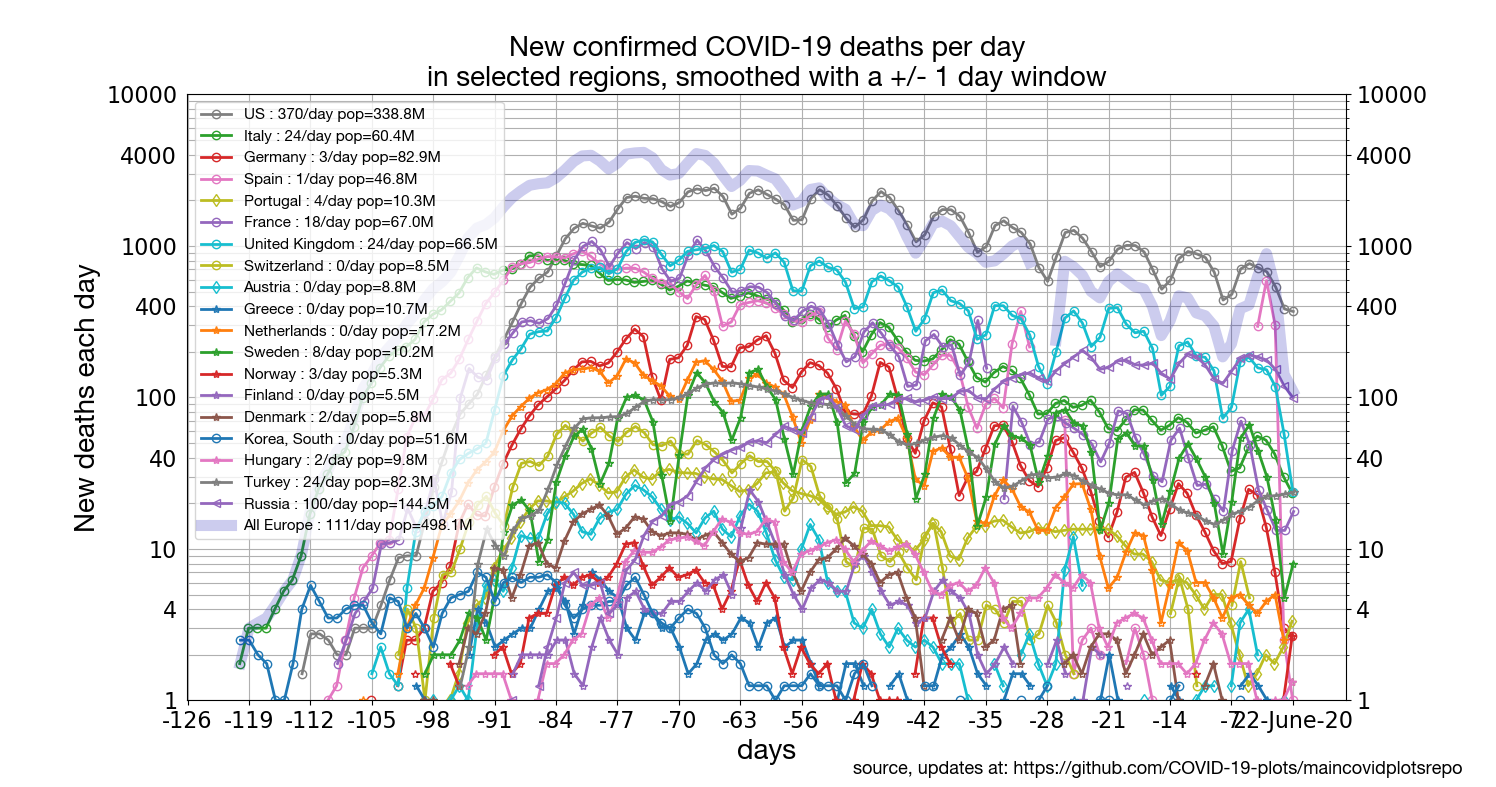 New confirmed COVID-19 deaths per day
in selected regions, smoothed with a +/- 1 day window
10000
4000
1000
400
100
40
10
4
1
New deaths each day
US : 370/day pop=338.8M
Italy : 24/day pop=60.4M
Germany : 3/day pop=82.9M
Spain : 1/day pop=46.8M
Portugal : 4/day pop=10.3M
France : 18/day pop=67.0M
United Kingdom : 24/day pop=66.5M
Switzerland : 0/day pop=8.5M
Austria : 0/day pop=8.8M
Greece : 0/day pop=10.7M
Netherlands : 0/day pop=17.2M
Sweden : 8/day pop=10.2M
Norway : 3/day pop=5.3M
Finland : 0/day pop=5.5M
Denmark : 2/day pop=5.8M
Korea, South : 0/day pop=51.6M
Hungary : 2/day pop=9.8M
Turkey : 24/day pop=82.3M
Russia : 100/day pop=144.5M
All Europe : 111/day pop=498.1M
10000
4000
1000
400
100
40
10
4
1
-126 -119 -112 -105 -98 -91 -84 -77 -70 -63 -56 -49 -42 -35 -28 -21 -14 -7 22-June-20
days
source, updates at: https://github.com/COVID-19-plots/maincovidplotsrepo